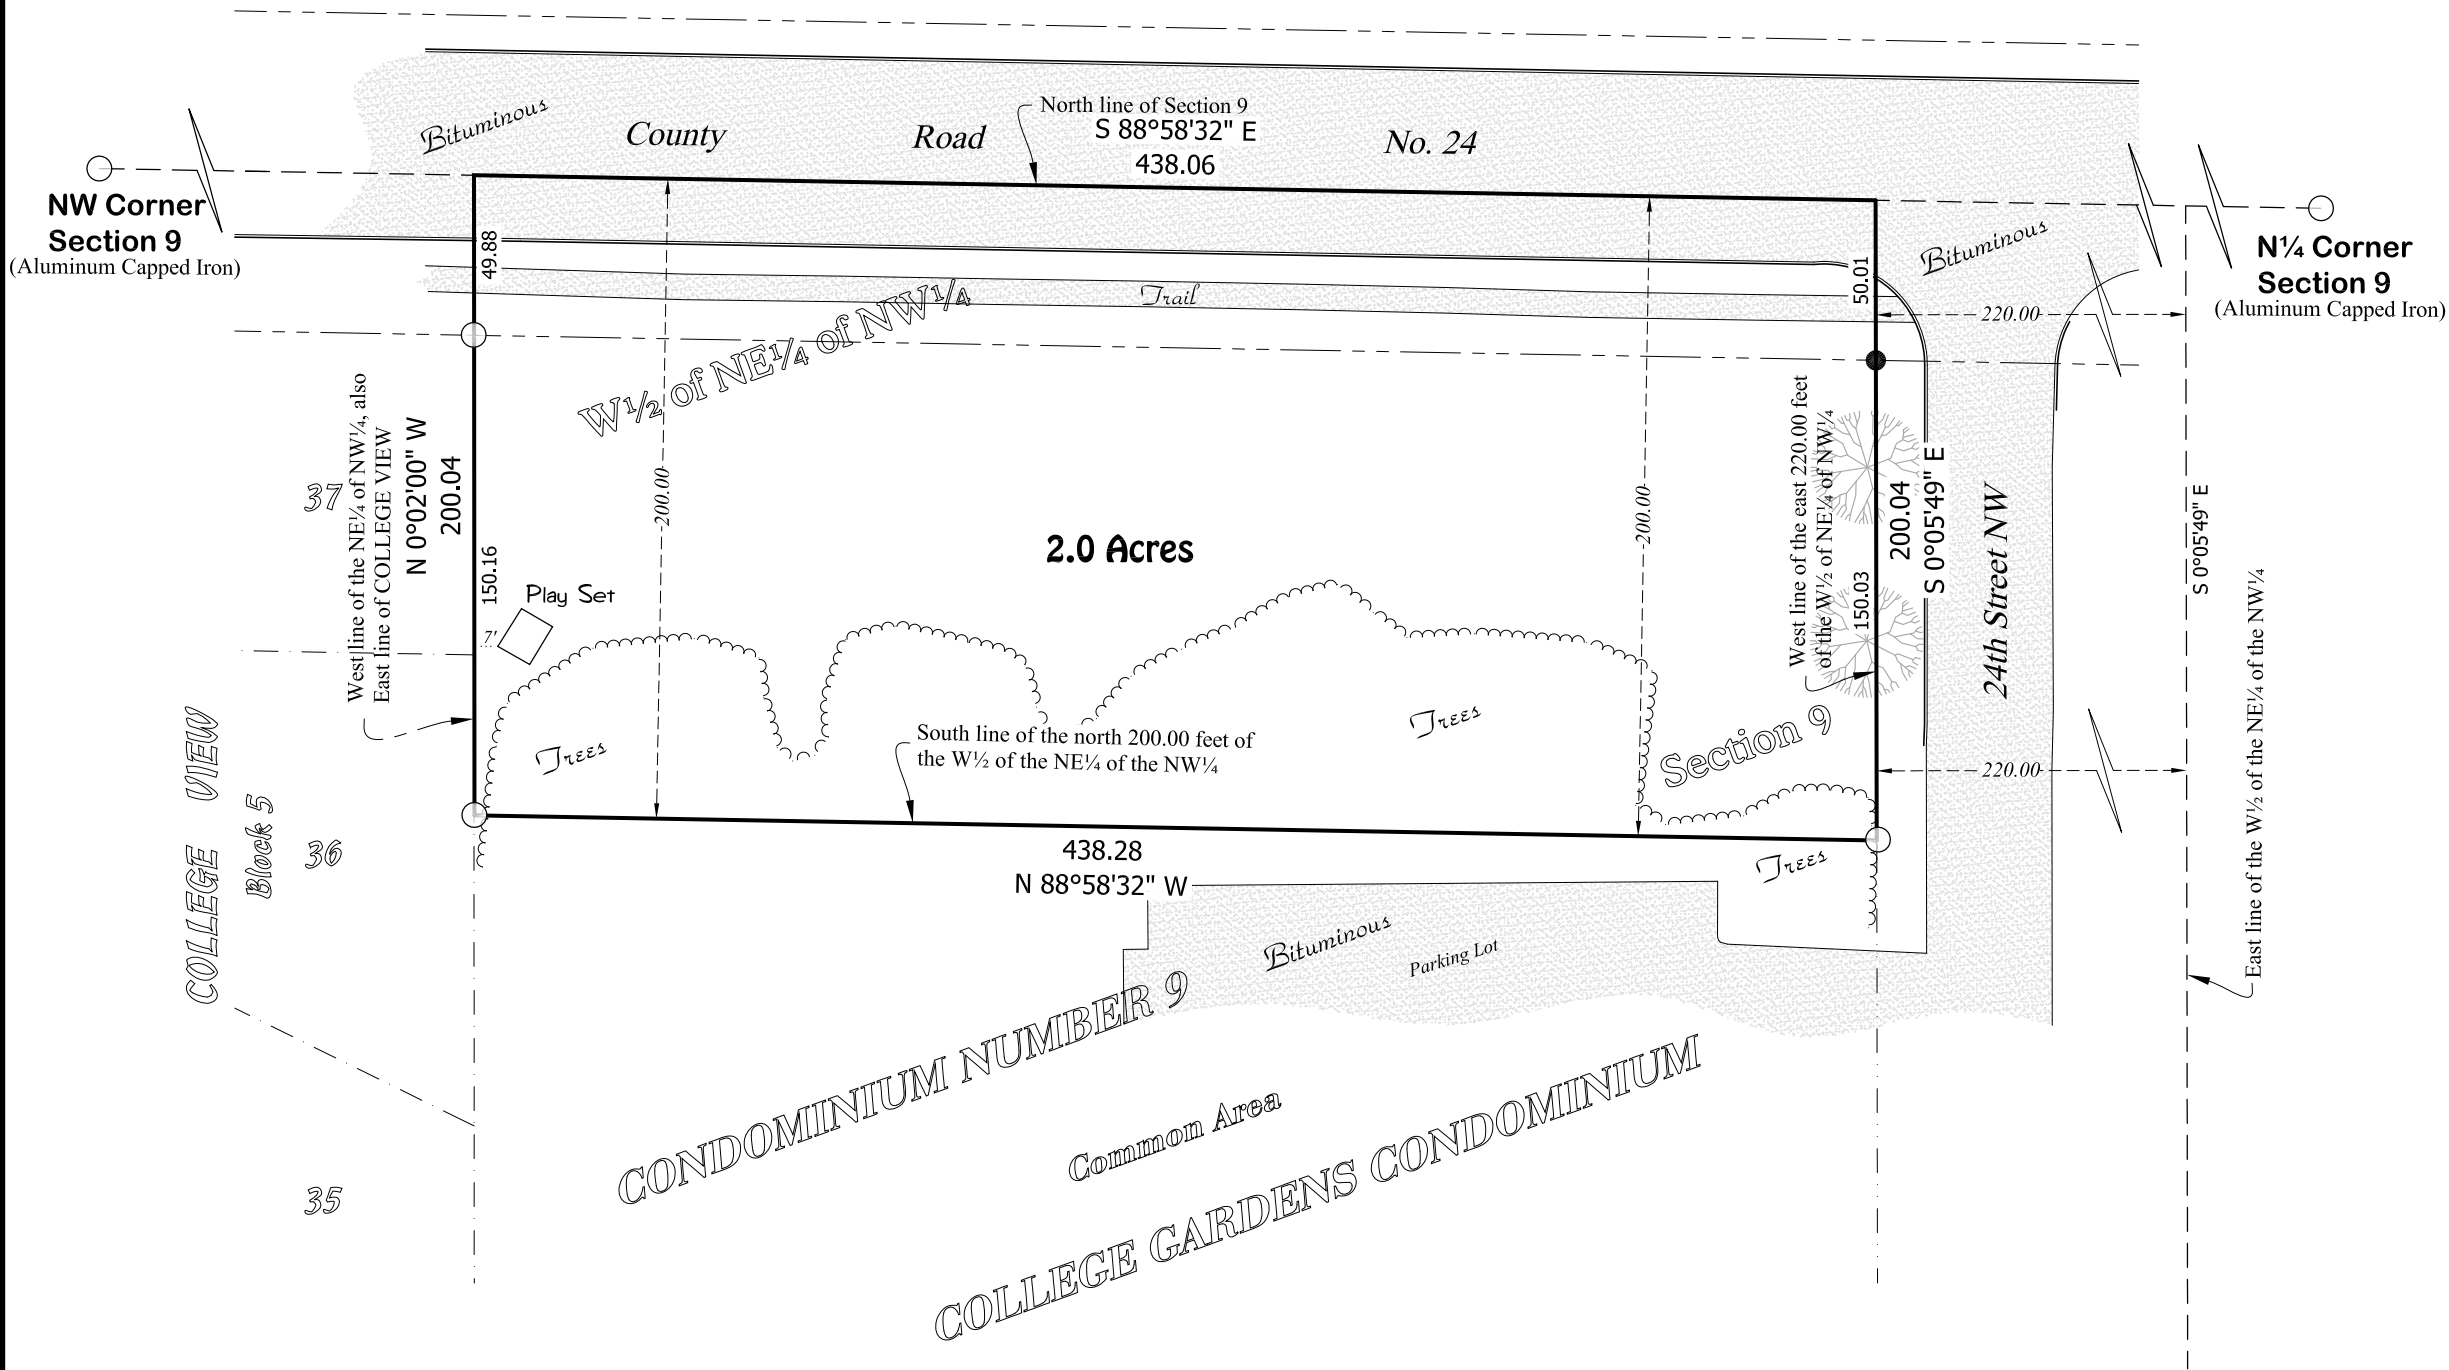 North line of Section 9
S 88°58'32" E
438.06
Bituminous
County Road No. 24
NW Corner
Section 9
(Aluminum Capped Iron)
N¼ Corner
Section 9
(Aluminum Capped Iron)
Bituminous
49.88
50.01
Trail
220.00
W½ of NE¼ of NW¼
West line of the NE¼ of NW¼, also
East line of COLLEGE VIEW
N 0°02'00" W
200.04
150.16
200.00
200.00
37
2.0 Acres
Play Set
7'
West line of the east 220.00 feet
of the W½ of NE¼ of NW¼
150.03
200.04
S 0°05'49" E
24th Street NW
S 0°05'49" E
East line of the W½ of the NE¼ of the NW¼
Trees
South line of the north 200.00 feet of
the W½ of the NE¼ of the NW¼
Trees
Section 9
220.00
COLLEGE VIEW
Block 5
36
438.28
N 88°58'32" W
Trees
Bituminous
Parking Lot
CONDOMINIUM NUMBER 9
Common Area
COLLEGE GARDENS CONDOMINIUM
35